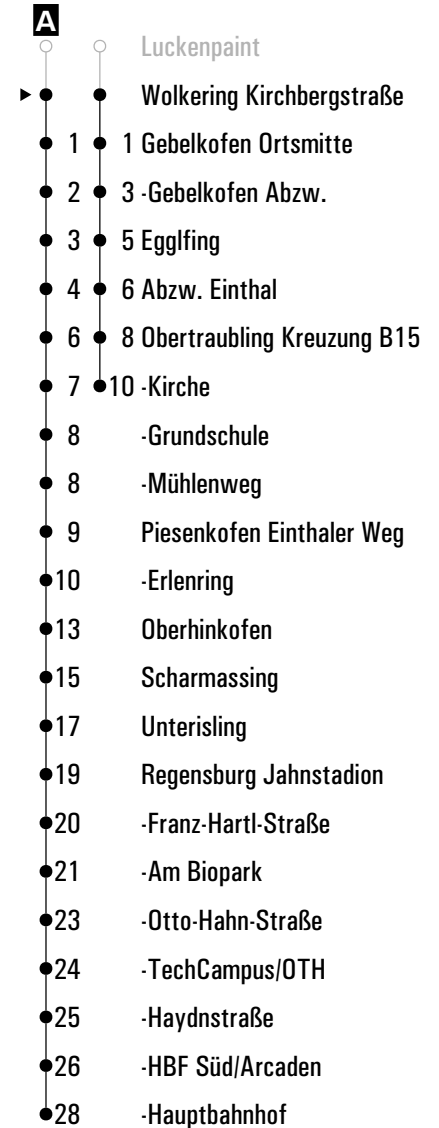 A
Luckenpaint
Wolkering Kirchbergstraße
1 1 Gebelkofen Ortsmitte
2 3 -Gebelkofen Abzw.
3 5 Egglfing
4 6 Abzw. Einthal
6 8 Obertraubling Kreuzung B15
7 10 -Kirche
8 -Grundschule
8 -Mühlenweg
9 Piesenkofen Einthaler Weg
10 -Erlenring
13 Oberhinkofen
15 Scharmassing
17 Unterisling
19 Regensburg Jahnstadion
20 -Franz-Hartl-Straße
21 -Am Biopark
23 -Otto-Hahn-Straße
24 -TechCampus/OTH
25 -Haydnstraße
26 -HBF Süd/Arcaden
28 -Hauptbahnhof